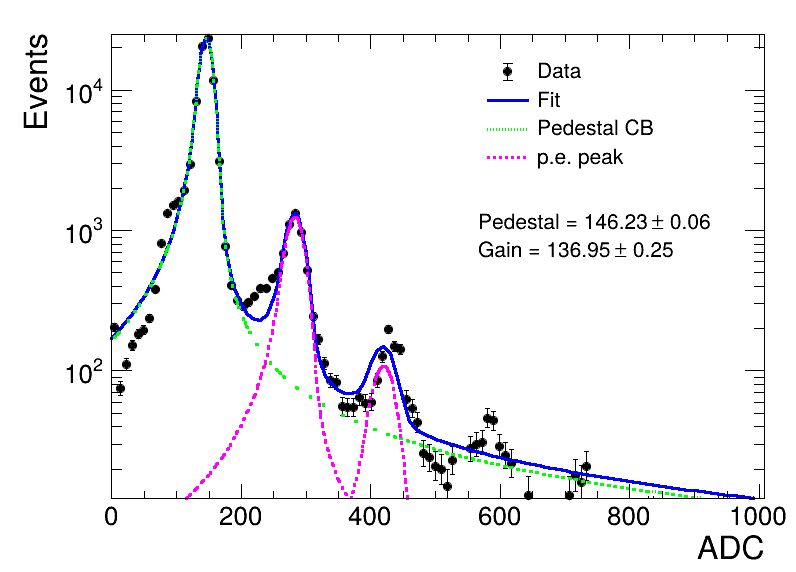 Events
10⁴
10³
10²
Data
Fit
Pedestal CB
p.e. peak
Pedestal = 146.23 ± 0.06
Gain = 136.95 ± 0.25
0 200 400 600 800 1000
ADC